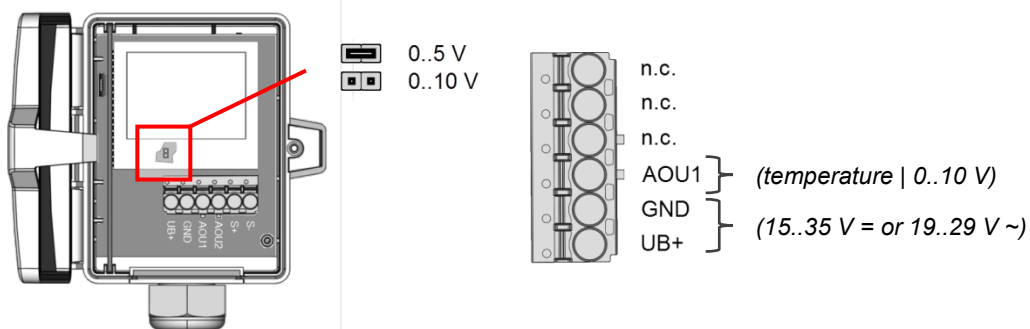 0..5 V
0..10 V
UB+
GND
AOU1
AOU2
S+
S-
n.c.
n.c.
n.c.
AOU1 (temperature | 0..10 V)
GND
(15..35 V = or 19..29 V ~)
UB+